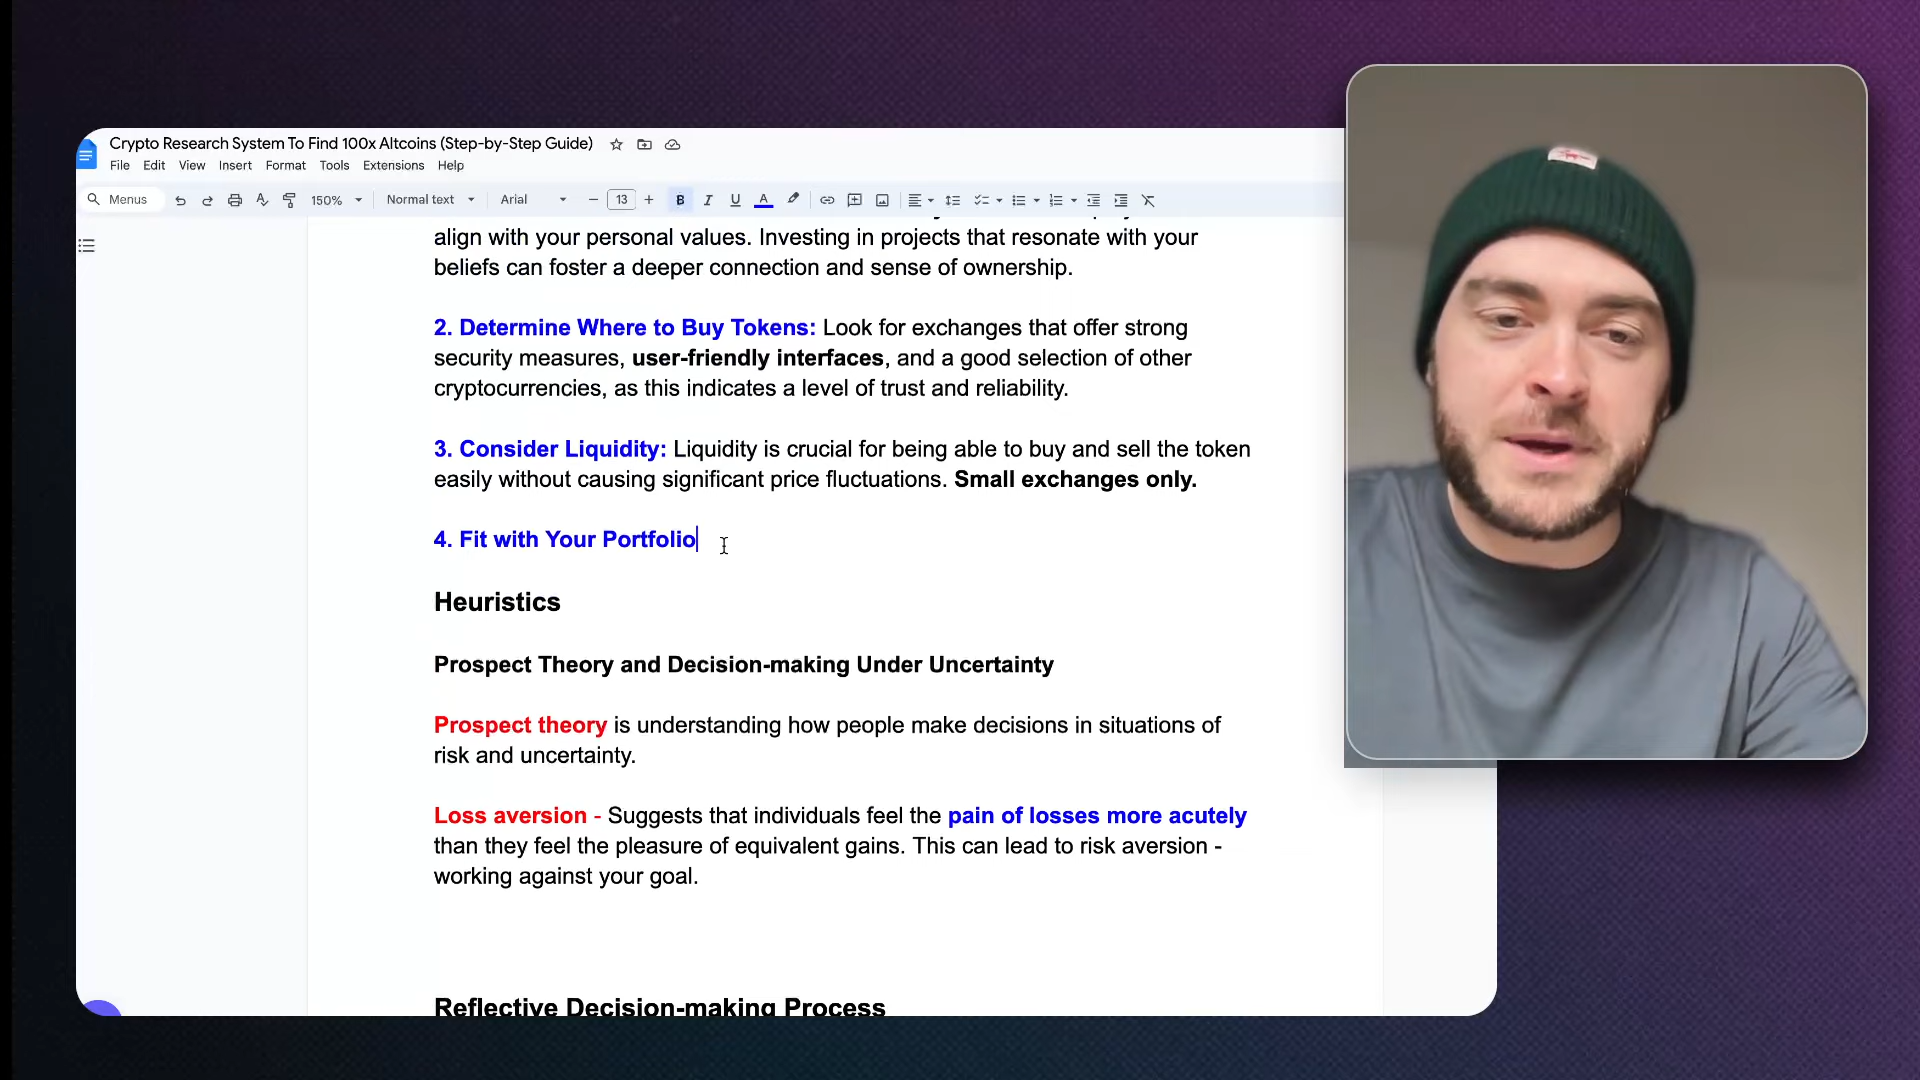 Crypto Research System To Find 100x Altcoins (Step-by-Step Guide)
File Edit View Insert Format Tools Extensions Help
Menus 150% Normal text Arial 13 B I U A
align with your personal values. Investing in projects that resonate with your
beliefs can foster a deeper connection and sense of ownership.
2. Determine Where to Buy Tokens: Look for exchanges that offer strong
security measures, user-friendly interfaces, and a good selection of other
cryptocurrencies, as this indicates a level of trust and reliability.
3. Consider Liquidity: Liquidity is crucial for being able to buy and sell the token
easily without causing significant price fluctuations. Small exchanges only.
4. Fit with Your Portfolio
Heuristics
Prospect Theory and Decision-making Under Uncertainty
Prospect theory is understanding how people make decisions in situations of
risk and uncertainty.
Loss aversion - Suggests that individuals feel the pain of losses more acutely
than they feel the pleasure of equivalent gains. This can lead to risk aversion -
working against your goal.
Reflective Decision-making Process